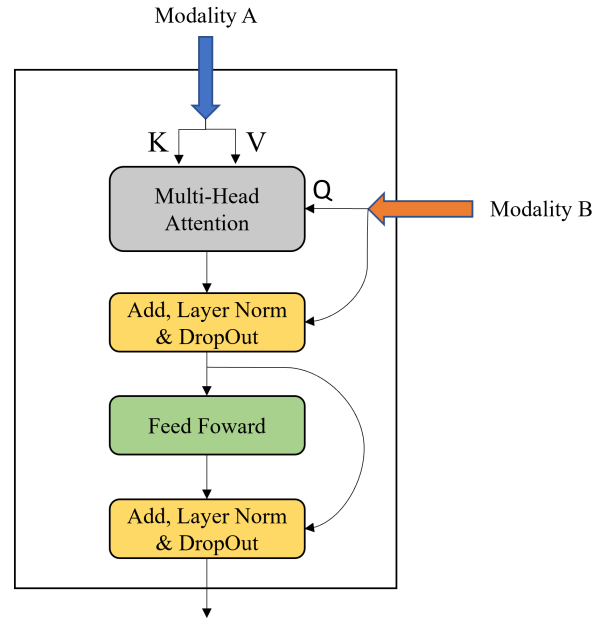 Modality A
K V
Multi-Head
Attention
Q
Modality B
Add, Layer Norm
& DropOut
Feed Foward
Add, Layer Norm
& DropOut